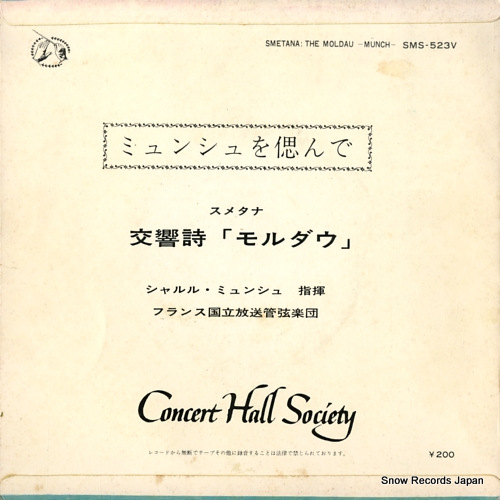 SMETANA: THE MOLDAU -MUNCH- SMS-523V
ミュンシュを偲んで
スメタナ
交響詩「モルダウ」
シャルル・ミュンシュ 指揮
フランス国立放送管弦楽団
Concert Hall Society
レコードから無断でテープその他に録音することは法律で禁じられております。
¥200
Snow Records Japan